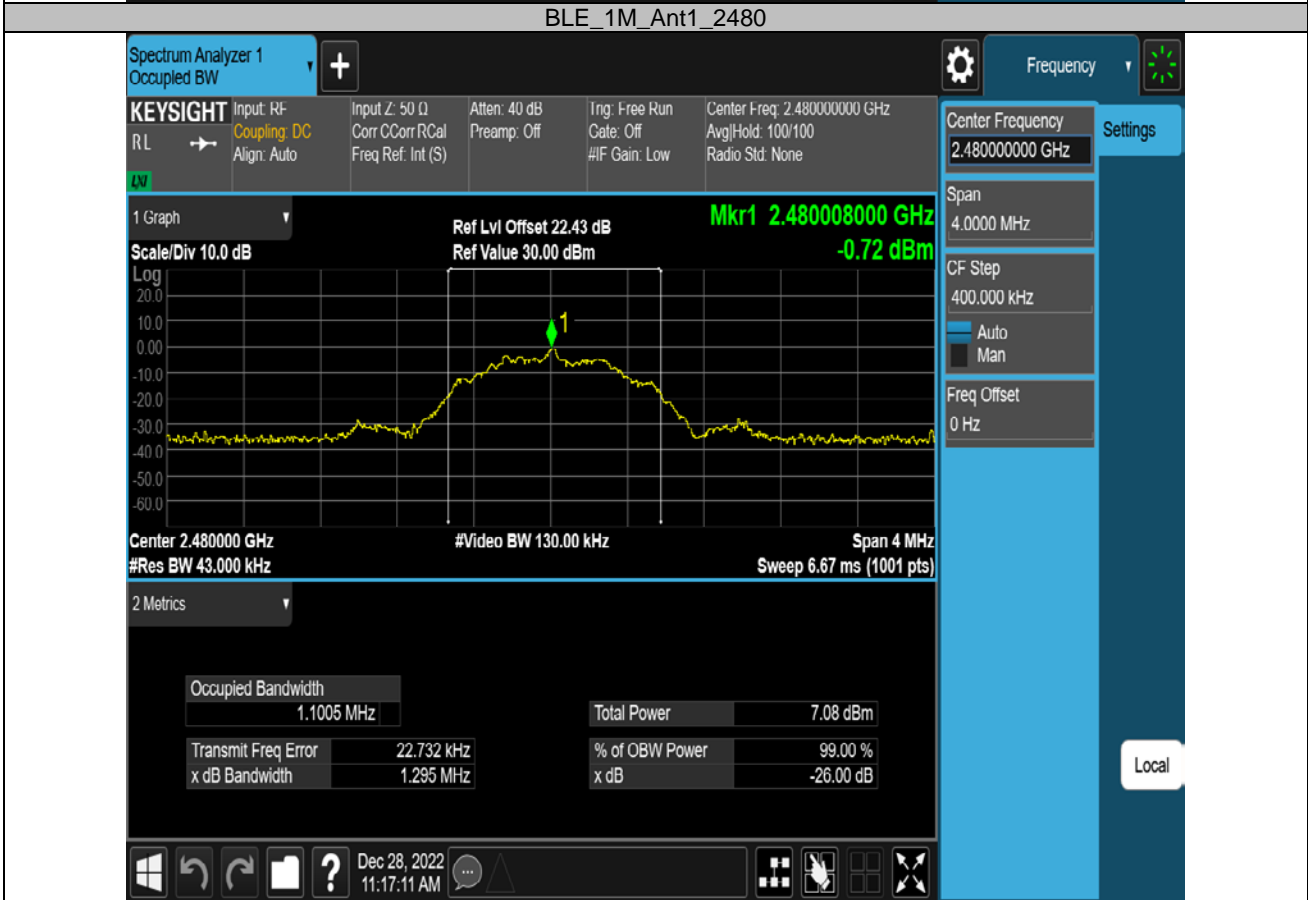 BLE_1M_Ant1_2480
Spectrum Analyzer 1
Occupied BW
+
Frequency
KEYSIGHT
RL
LXI
Input: RF
Coupling: DC
Align: Auto
Input Z: 50 Ω
Corr CCorr RCal
Freq Ref: Int (S)
Atten: 40 dB
Preamp: Off
Trig: Free Run
Gate: Off
#IF Gain: Low
Center Freq: 2.480000000 GHz
Avg|Hold: 100/100
Radio Std: None
Center Frequency
2.480000000 GHz
Settings
Span
4.0000 MHz
CF Step
400.000 kHz
Auto
Man
Freq Offset
0 Hz
Local
1 Graph
Scale/Div 10.0 dB
Ref Lvl Offset 22.43 dB
Ref Value 30.00 dBm
Mkr1 2.480008000 GHz
-0.72 dBm
Log
20.0
10.0
0.00
-10.0
-20.0
-30.0
-40.0
-50.0
-60.0
1
Center 2.480000 GHz
#Res BW 43.000 kHz
#Video BW 130.00 kHz
Span 4 MHz
Sweep 6.67 ms (1001 pts)
2 Metrics
Occupied Bandwidth
1.1005 MHz
Total Power 7.08 dBm
Transmit Freq Error 22.732 kHz
% of OBW Power 99.00 %
x dB Bandwidth 1.295 MHz
x dB -26.00 dB
?
Dec 28, 2022
11:17:11 AM